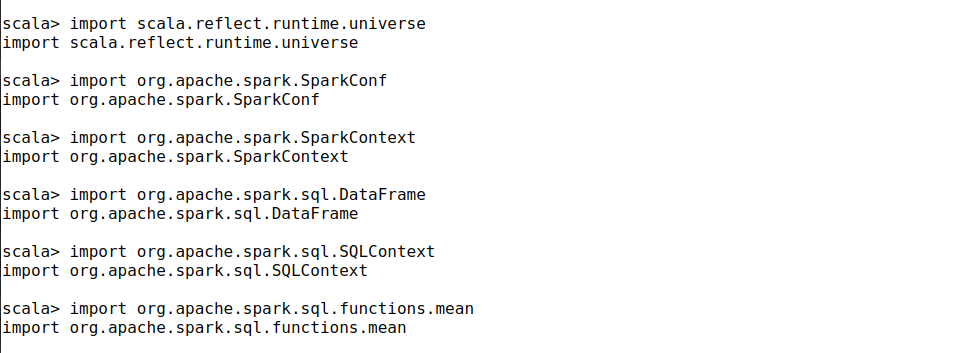 scala> import scala.reflect.runtime.universe
import scala.reflect.runtime.universe
scala> import org.apache.spark.SparkConf
import org.apache.spark.SparkConf
scala> import org.apache.spark.SparkContext
import org.apache.spark.SparkContext
scala> import org.apache.spark.sql.DataFrame
import org.apache.spark.sql.DataFrame
scala> import org.apache.spark.sql.SQLContext
import org.apache.spark.sql.SQLContext
scala> import org.apache.spark.sql.functions.mean
import org.apache.spark.sql.functions.mean